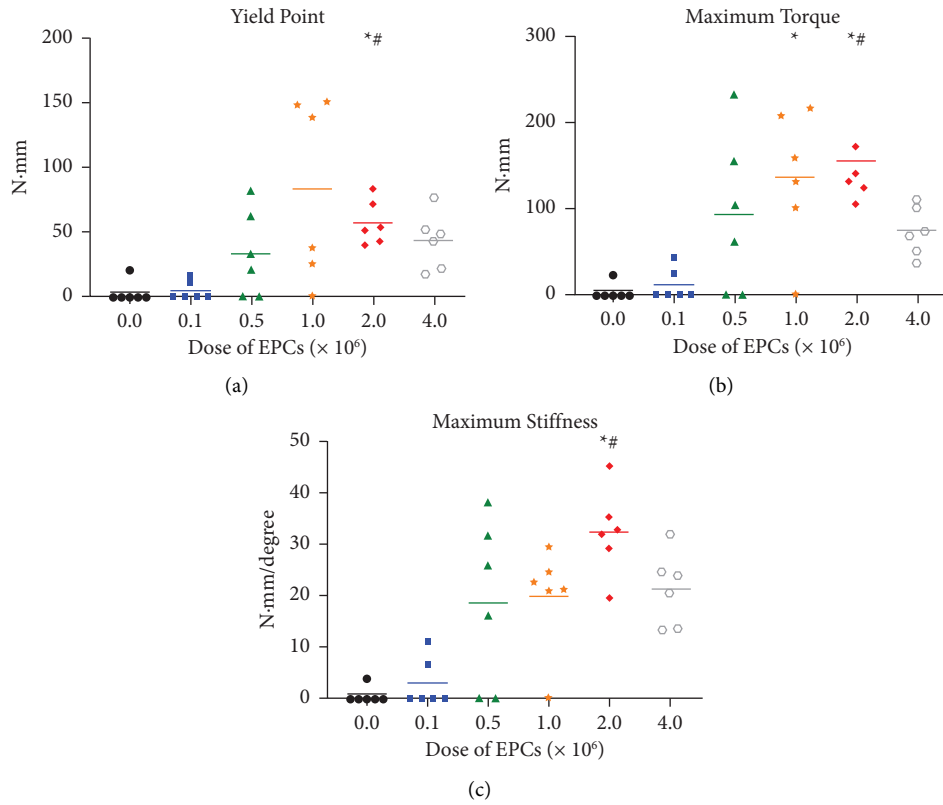 Yield Point
*#
N·mm
200
150
100
50
0
0.0 0.1 0.5 1.0 2.0 4.0
Dose of EPCs (× 10⁶)
(a)
Maximum Torque
* *#
N·mm
300
200
100
0
0.0 0.1 0.5 1.0 2.0 4.0
Dose of EPCs (× 10⁶)
(b)
Maximum Stiffness
*#
N·mm/degree
50
40
30
20
10
0
0.0 0.1 0.5 1.0 2.0 4.0
Dose of EPCs (× 10⁶)
(c)